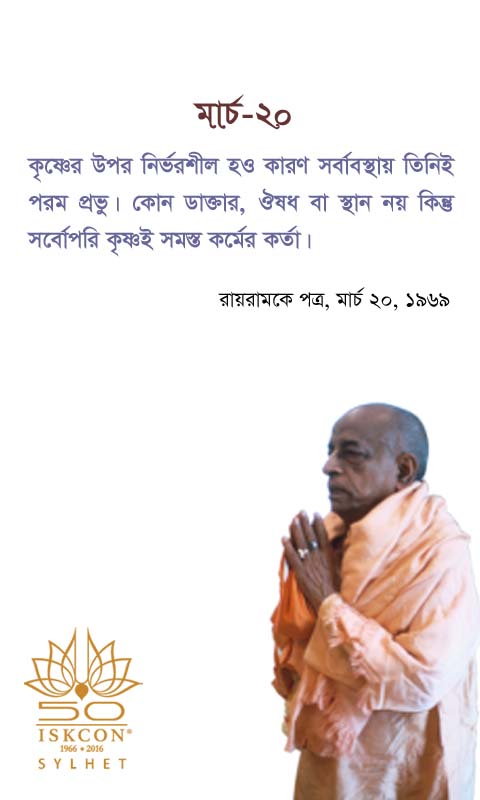 মার্চ-২০
কৃষ্ণের উপর নির্ভরশীল হও কারণ সর্বাবস্থায় তিনিই
পরম প্রভু। কোন ডাক্তার, ঔষধ বা স্থান নয় কিন্তু
সর্বোপরি কৃষ্ণই সমস্ত কর্মের কর্তা।
রায়রামকে পত্র, মার্চ ২০, ১৯৬৯
50
ISKCON®
1966 • 2016
SYLHET